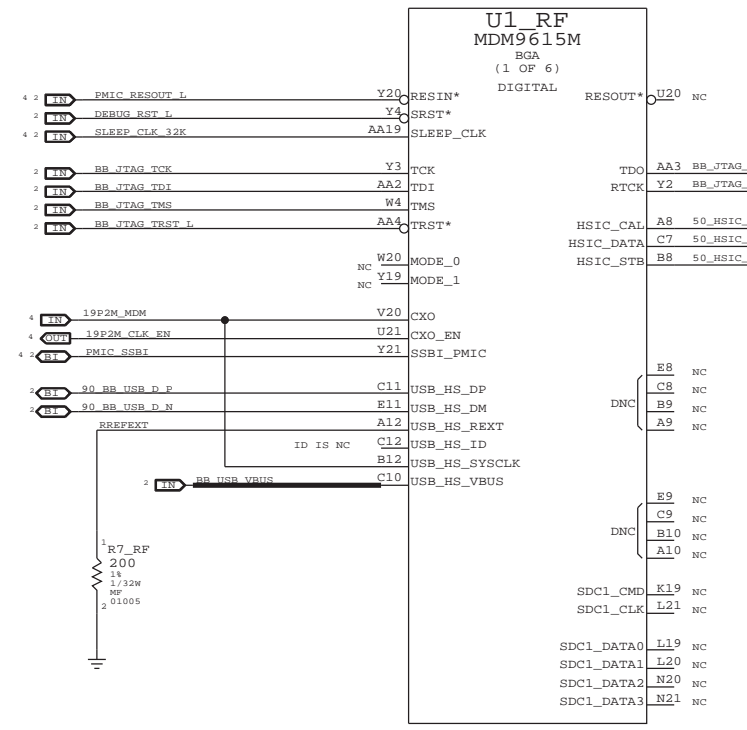 U1_RF
MDM9615M
BGA
(1 OF 6)
DIGITAL
4 2 IN PMIC_RESOUT_L Y20 RESIN* RESOUT* U20 NC
2 IN DEBUG_RST_L Y4 SRST*
4 2 IN SLEEP_CLK_32K AA19 SLEEP_CLK
2 IN BB_JTAG_TCK Y3 TCK TDO AA3 BB_JTAG_
2 IN BB_JTAG_TDI AA2 TDI RTCK Y2 BB_JTAG_
2 IN BB_JTAG_TMS W4 TMS
2 IN BB_JTAG_TRST_L AA4 TRST* HSIC_CAL A8 50_HSIC_
HSIC_DATA C7 50_HSIC_
NC W20 MODE_0 HSIC_STB B8 50_HSIC_
NC Y19 MODE_1
4 IN 19P2M_MDM V20 CXO
4 OUT 19P2M_CLK_EN U21 CXO_EN
4 2 BI PMIC_SSBI Y21 SSBI_PMIC
E8 NC
2 BI 90_BB_USB_D_P C11 USB_HS_DP C8 NC
2 BI 90_BB_USB_D_N E11 USB_HS_DM DNC B9 NC
RREFEXT A12 USB_HS_REXT A9 NC
ID IS NC C12 USB_HS_ID
B12 USB_HS_SYSCLK
2 IN BB_USB_VBUS C10 USB_HS_VBUS
E9 NC
C9 NC
DNC B10 NC
A10 NC
1 R7_RF
200
1%
1/32W
MF
2 01005
SDC1_CMD K19 NC
SDC1_CLK L21 NC
SDC1_DATA0 L19 NC
SDC1_DATA1 L20 NC
SDC1_DATA2 N20 NC
SDC1_DATA3 N21 NC